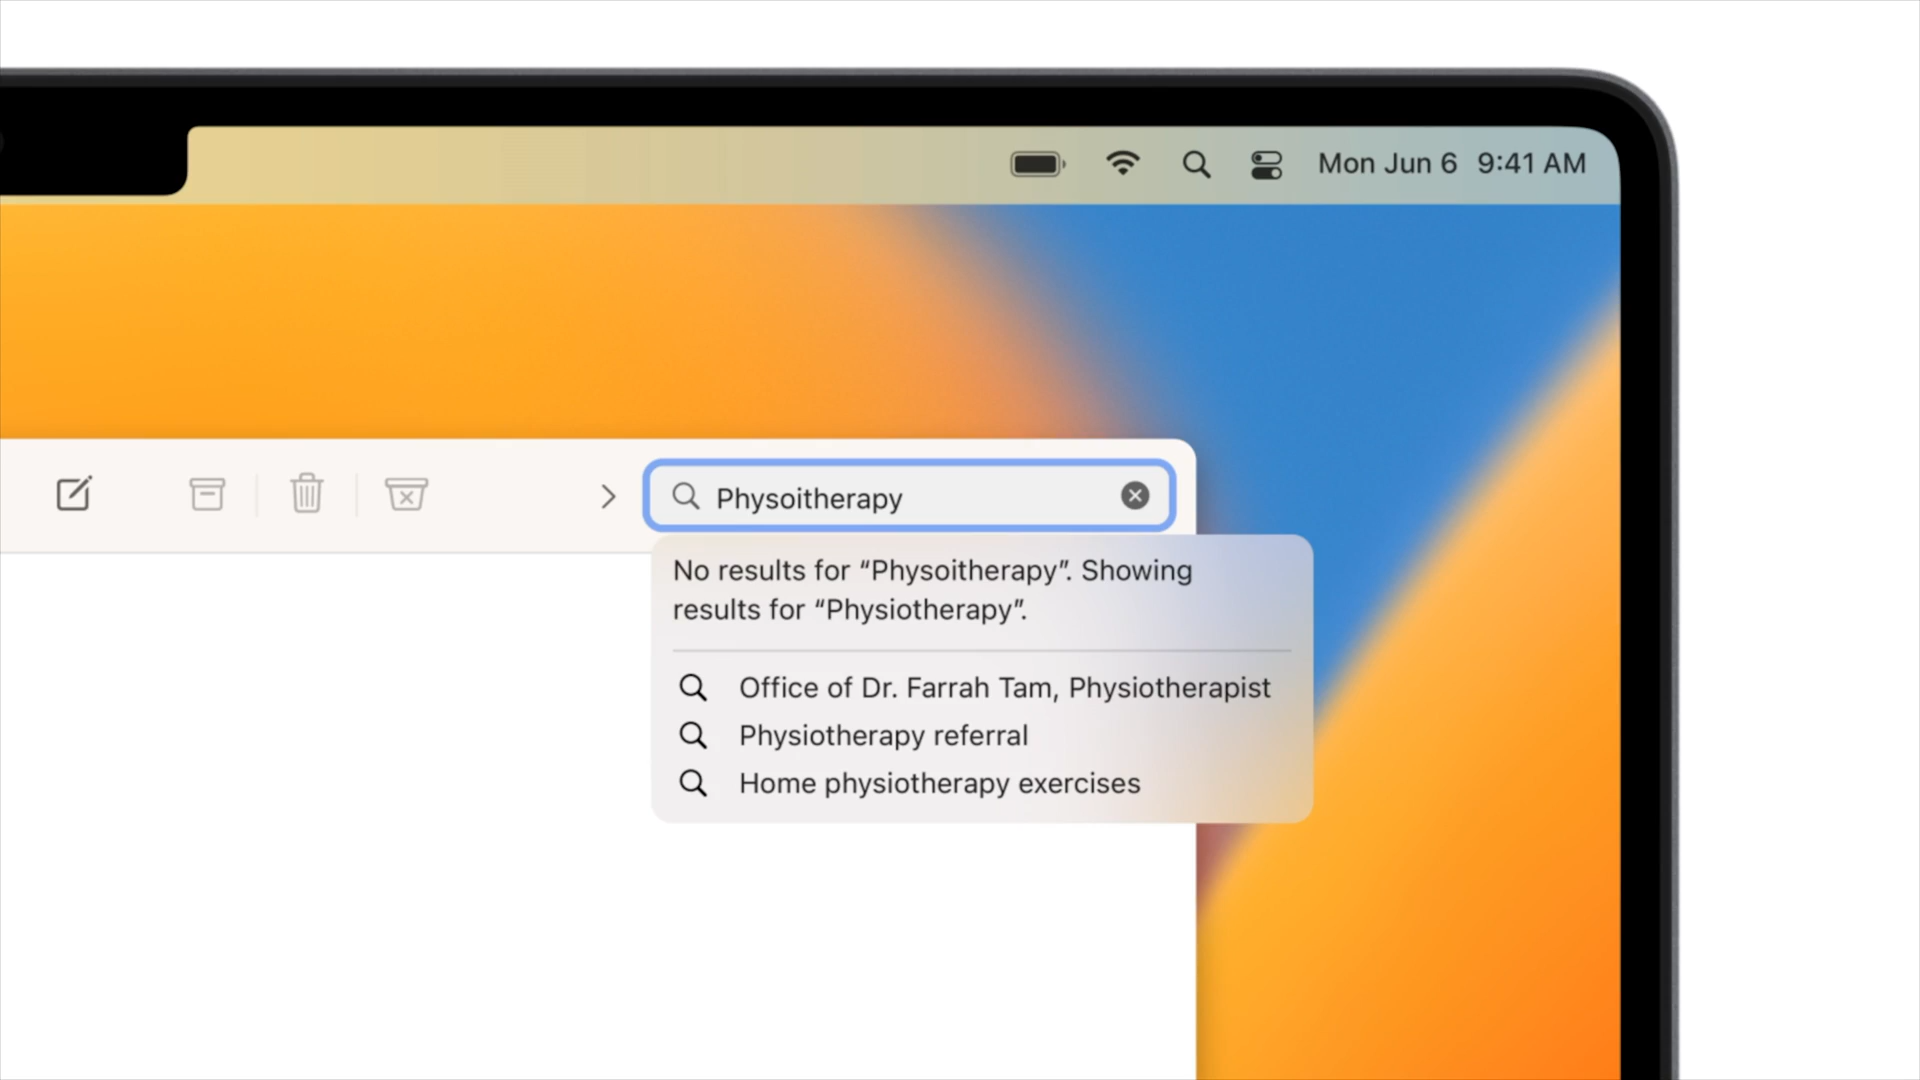 Mon Jun 6 9:41 AM
Physoitherapy
No results for “Physoitherapy”. Showing
results for “Physiotherapy”.
Office of Dr. Farrah Tam, Physiotherapist
Physiotherapy referral
Home physiotherapy exercises